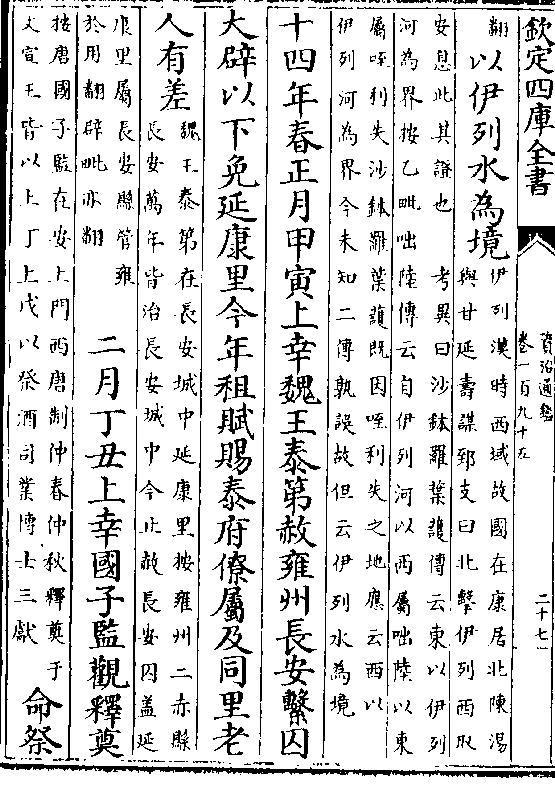 欽定四庫全書
資治通鑑
卷一百九十五
二十七
翻
以伊列水為境
伊列漢時西域故國在康居北陳湯
與甘延壽謀郅支曰北擊伊列西取
安息此其證也　考異曰沙鉢羅葉護傳云東以伊列
河為界按乙毗咄陸傳云自伊列河以西屬咄陸以東
屬咥利失沙鉢羅葉護既因咥利失之地應云西以
伊列河為界今未知二傳孰誤故但云伊列水為境
十四年春正月甲寅上幸魏王泰第赦雍州長安繫囚
大辟以下免延康里今年租賦賜泰府僚屬及同里老
人有差
魏王泰第在長安城中延康里按雍州二赤縣
長安萬年皆治長安城中今止赦長安囚盖延
康里屬長安縣管雍
於用翻辟毗亦翻
二月丁丑上幸國子監觀釋奠
按唐國子監在安上門西唐制仲春仲秋釋奠于
文宣王皆以上丁上戊以祭酒司業博士三獻
命祭